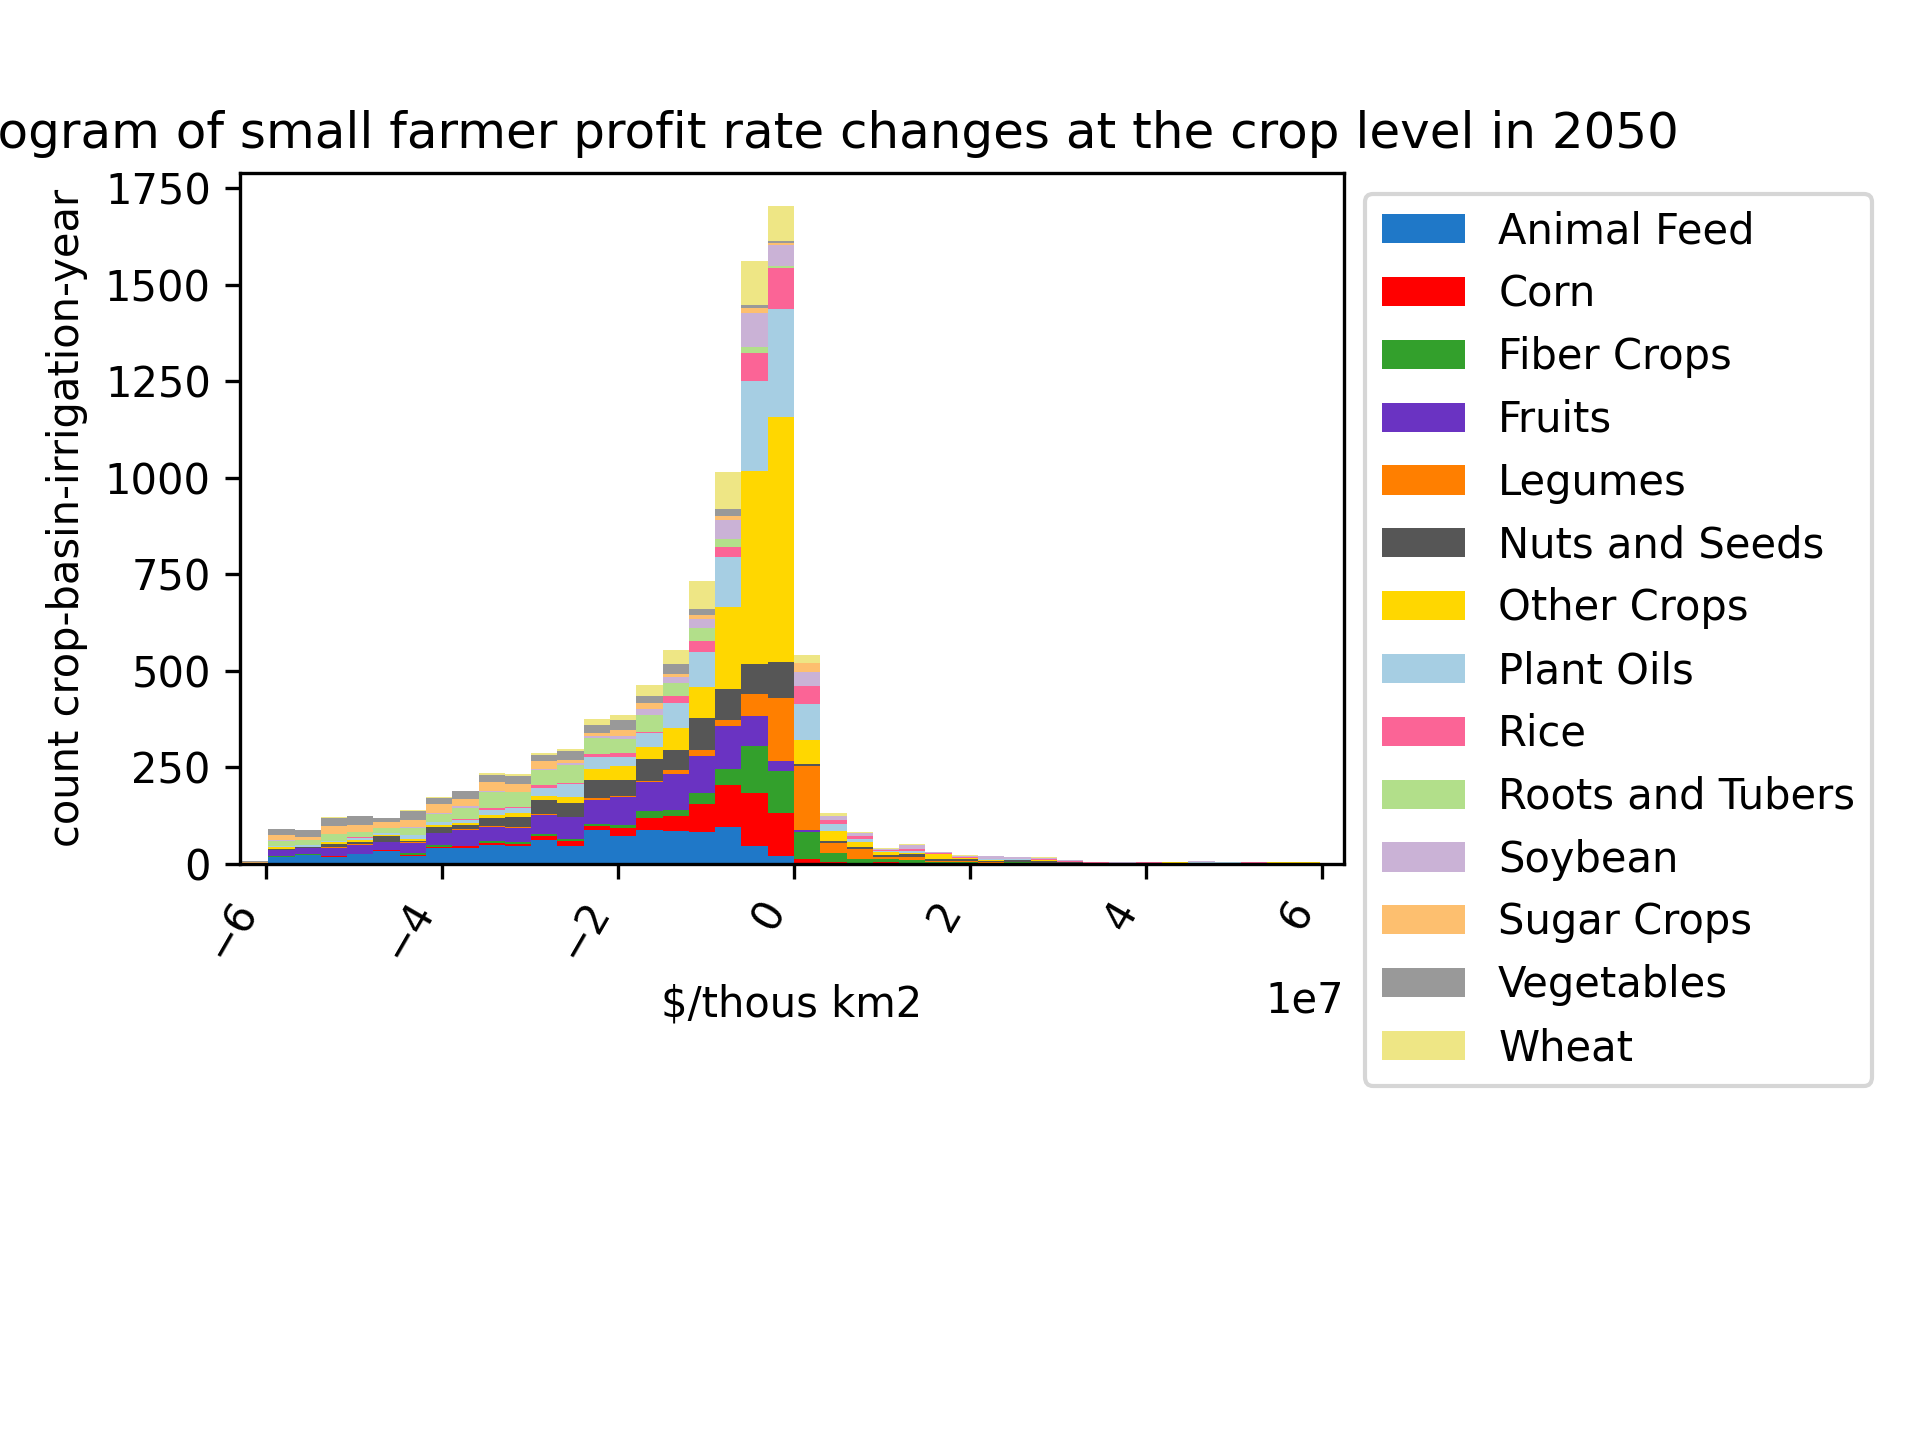 ogram of small farmer profit rate changes at the crop level in 2050
count crop-basin-irrigation-year
1750
1500
1250
1000
750
500
250
0
−6
−4
−2
0
2
4
6
1e7
$/thous km2
Animal Feed
Corn
Fiber Crops
Fruits
Legumes
Nuts and Seeds
Other Crops
Plant Oils
Rice
Roots and Tubers
Soybean
Sugar Crops
Vegetables
Wheat